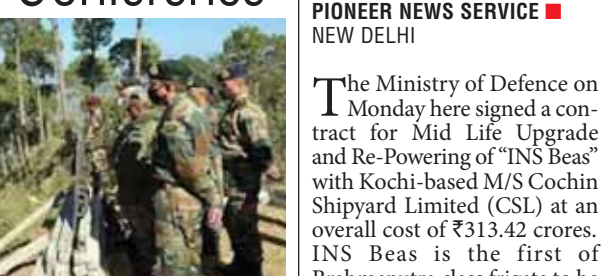 Conference
PIONEER NEWS SERVICE
NEW DELHI
The Ministry of Defence on
Monday here signed a con-
tract for Mid Life Upgrade
and Re-Powering of “INS Beas”
with Kochi-based M/S Cochin
Shipyard Limited (CSL) at an
overall cost of ₹313.42 crores.
INS Beas is the first of